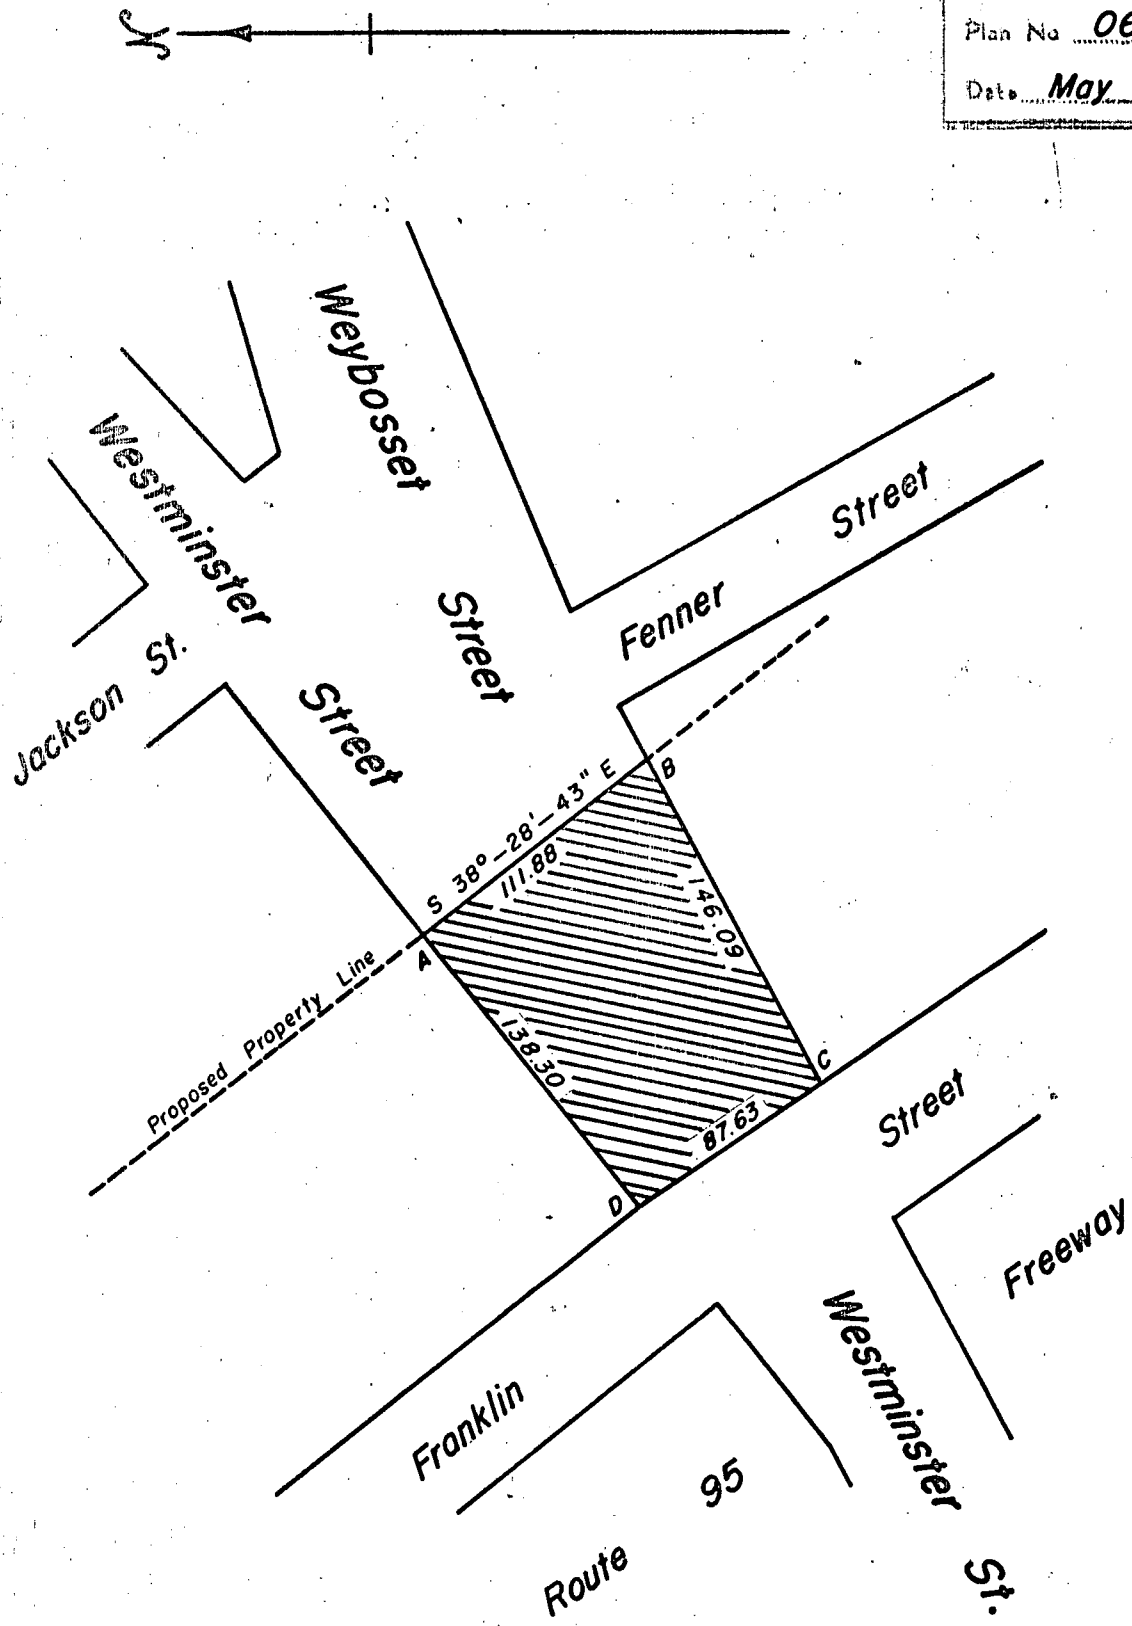 N
Plan No 06
Date May
Weybosset Street
Westminster Street
Jackson St.
Fenner Street
S 38°-28'-43" E
111.88
146.09
138.30
87.63
A
B
C
D
Proposed Property Line
Franklin Street
Freeway
Westminster St.
Route 95